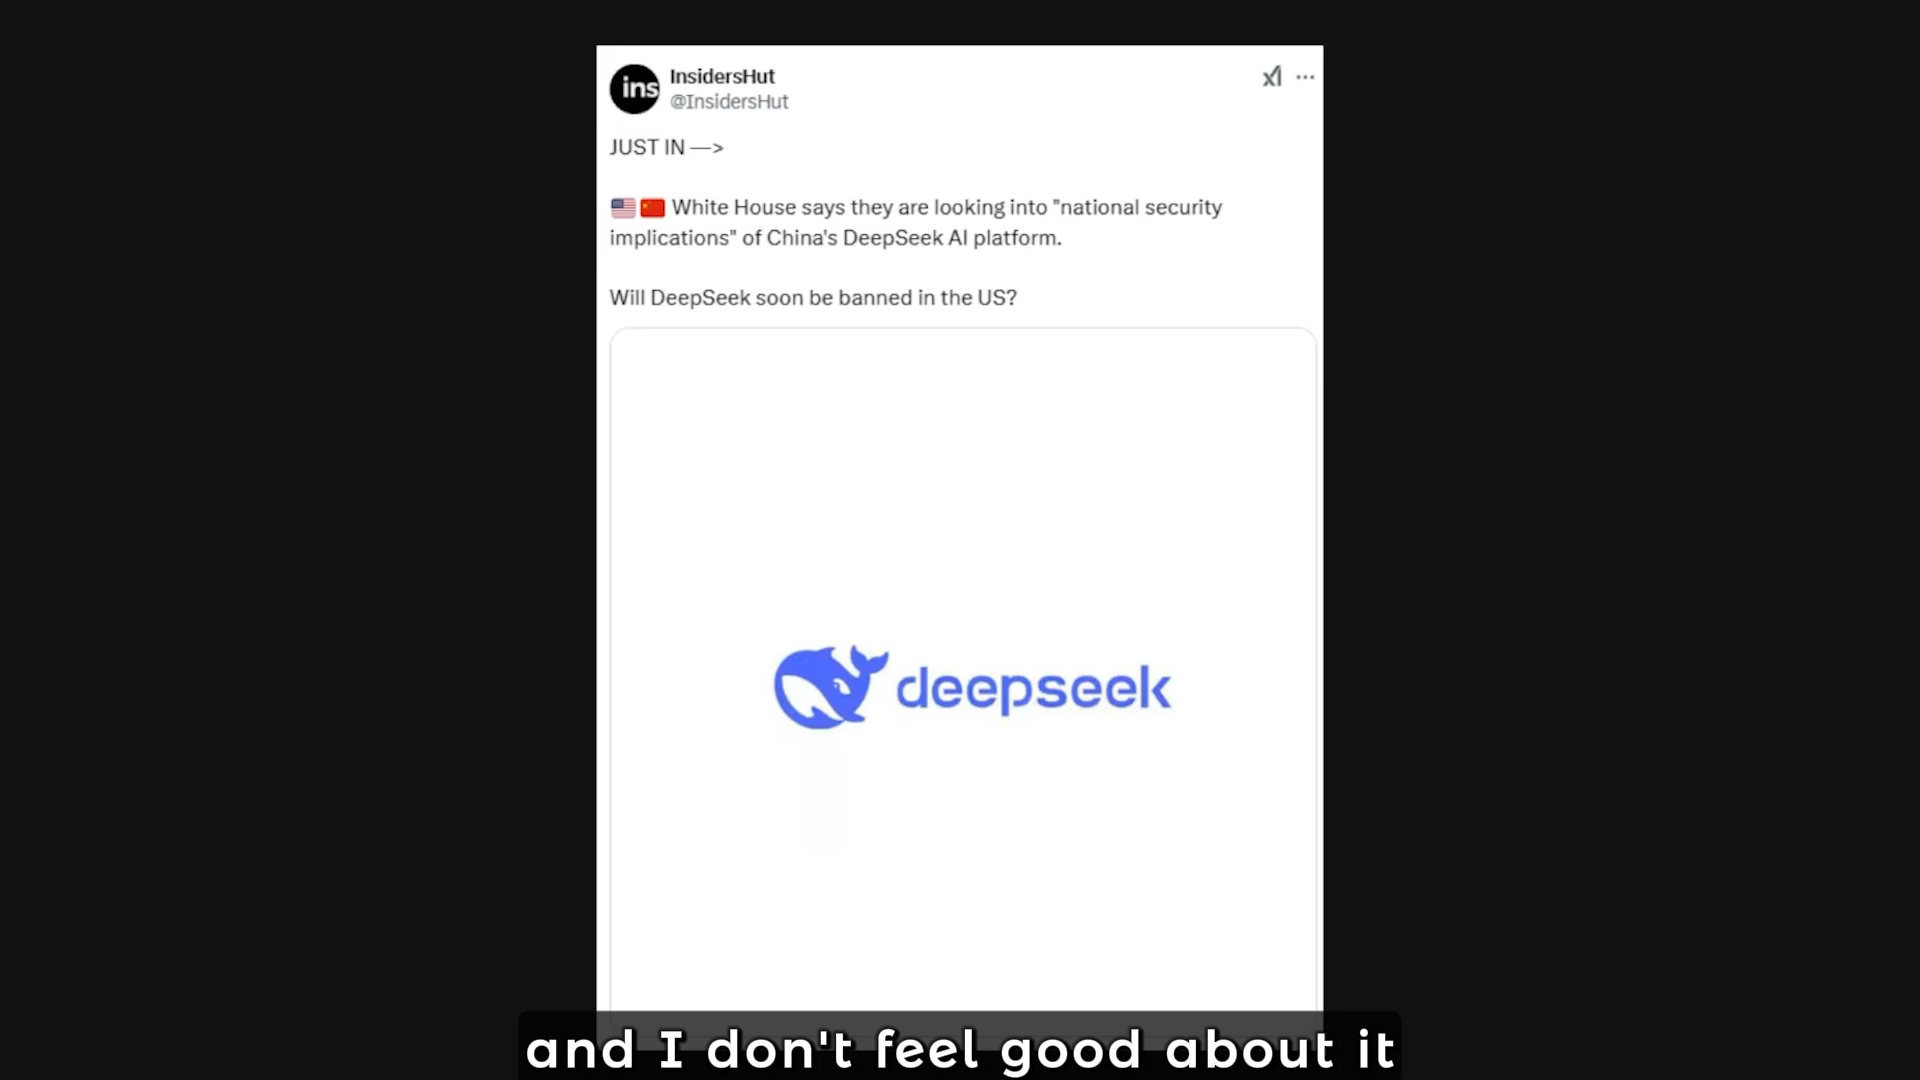 ins
InsidersHut
@InsidersHut
JUST IN —>
🇺🇸🇨🇳 White House says they are looking into "national security
implications" of China's DeepSeek AI platform.
Will DeepSeek soon be banned in the US?
deepseek
and I don't feel good about it